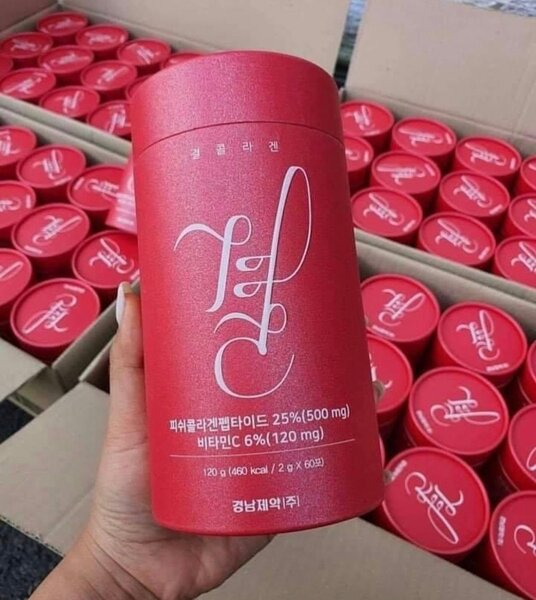 결콜라겐
결
피쉬콜라겐펩타이드 25%(500 mg)
비타민C 6%(120 mg)
120 g (460 kcal / 2 g X 60포)
경남제약(주)